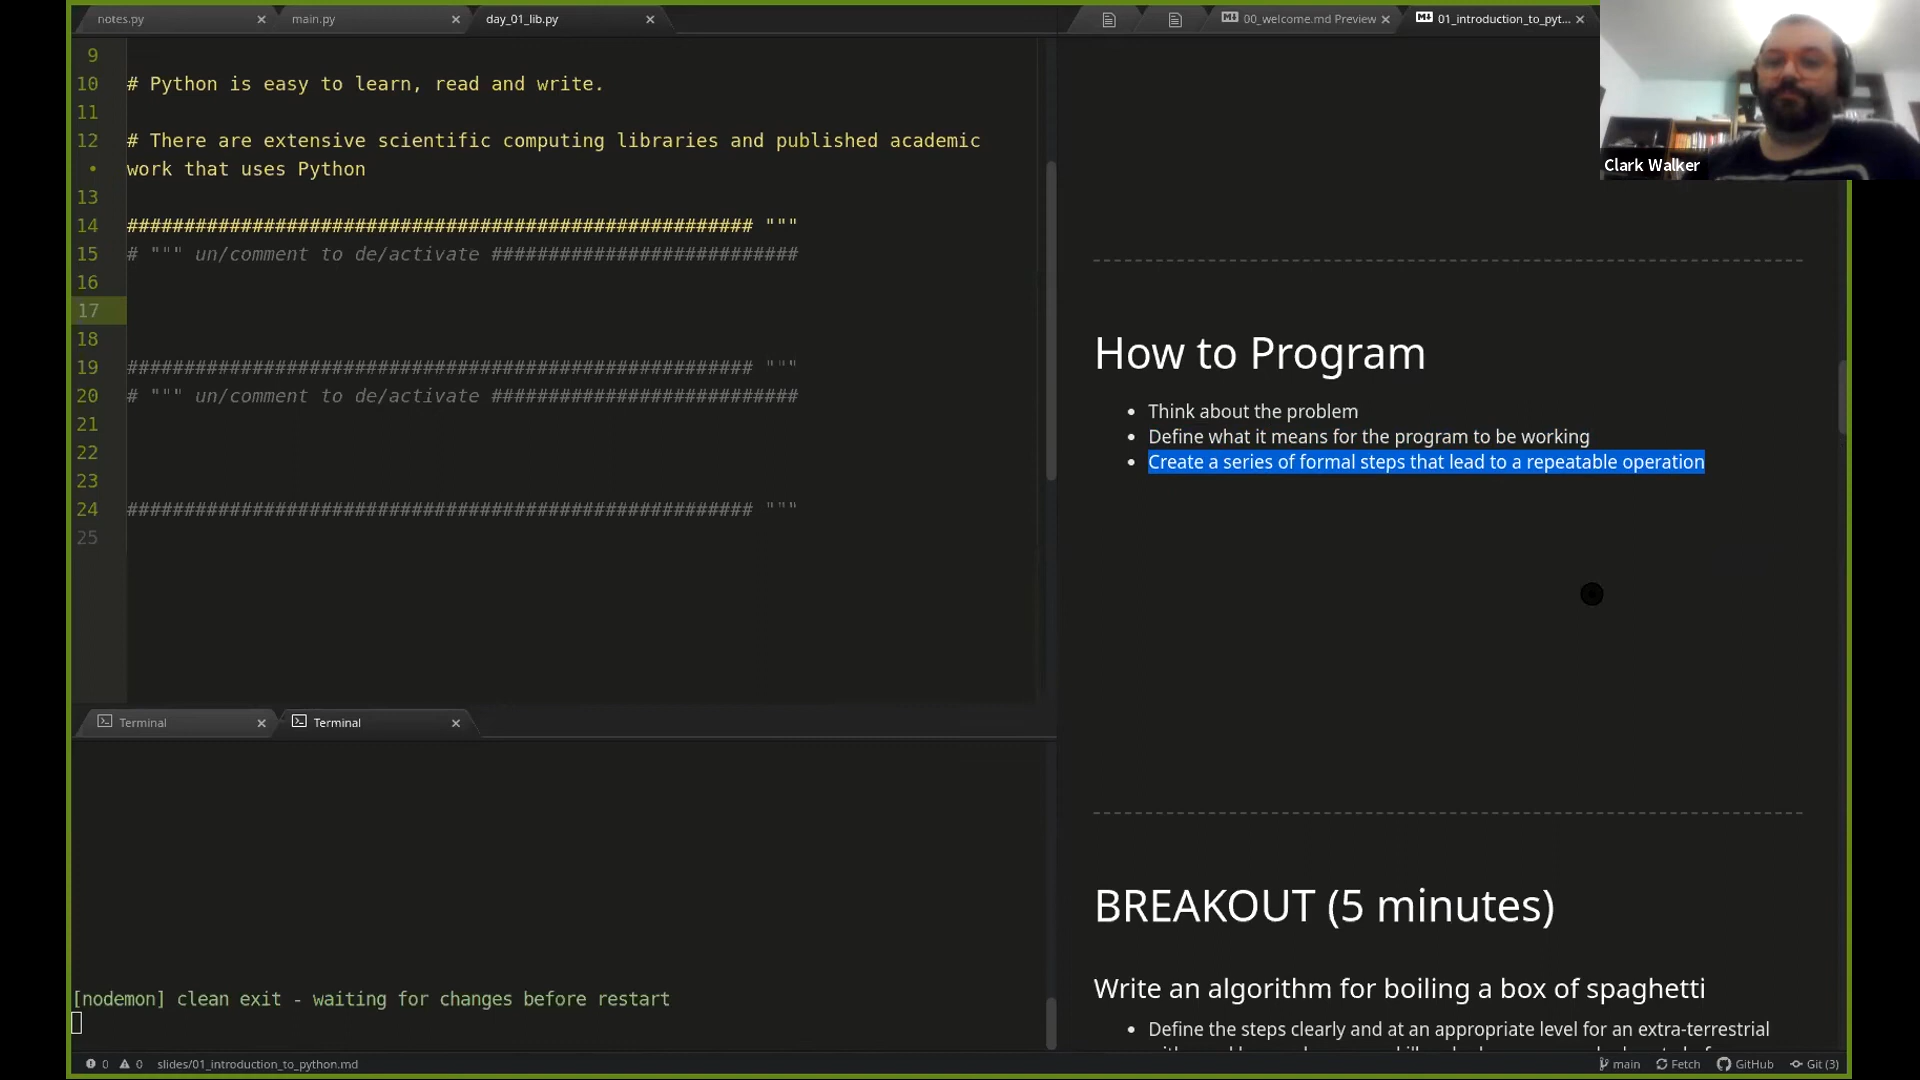 notes.py
main.py
day_01_lib.py
00_welcome.md Preview
01_introduction_to_pyt...
Clark Walker
9
10 # Python is easy to learn, read and write.
11
12 # There are extensive scientific computing libraries and published academic
• work that uses Python
13
14 ####################################################### """
15 # """ un/comment to de/activate ###########################
16
17
18
19 ####################################################### """
20 # """ un/comment to de/activate ###########################
21
22
23
24 ####################################################### """
25
How to Program
• Think about the problem
• Define what it means for the program to be working
• Create a series of formal steps that lead to a repeatable operation
BREAKOUT (5 minutes)
Write an algorithm for boiling a box of spaghetti
• Define the steps clearly and at an appropriate level for an extra-terrestrial
Terminal
Terminal
[nodemon] clean exit - waiting for changes before restart
0 0 slides/01_introduction_to_python.md
main Fetch GitHub Git (3)